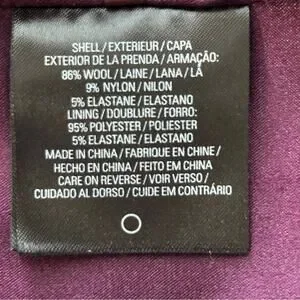 SHELL / EXTERIEUR / CAPA
EXTERIOR DE LA PRENDA / ARMAÇÃO:
86% WOOL / LAINE / LANA / LÃ
9% NYLON / NILON
5% ELASTANE / ELASTANO
LINING / DOUBLURE / FORRO:
95% POLYESTER / POLIESTER
5% ELASTANE / ELASTANO
MADE IN CHINA / FABRIQUE EN CHINE /
HECHO EN CHINA / FEITO EM CHINA
CARE ON REVERSE / VOIR VERSO /
CUIDADO AL DORSO / CUIDE EM CONTRÁRIO